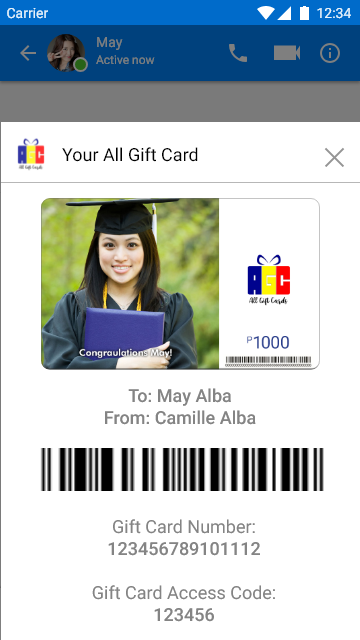 Carrier
12:34
May
Active now
AGC
All Gift Cards
Your All Gift Card
Congraulations May!
AGC
All Gift Cards
₱1000
To: May Alba
From: Camille Alba
Gift Card Number:
123456789101112
Gift Card Access Code:
123456